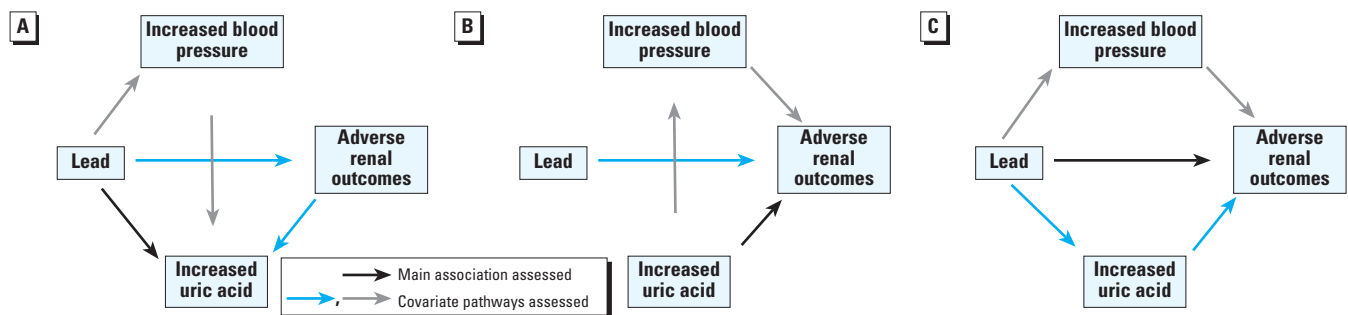 A
Increased blood
pressure
Lead
Adverse
renal
outcomes
Increased
uric acid
B
Increased blood
pressure
Lead
Adverse
renal
outcomes
Increased
uric acid
C
Increased blood
pressure
Lead
Adverse
renal
outcomes
Increased
uric acid
Main association assessed
, Covariate pathways assessed